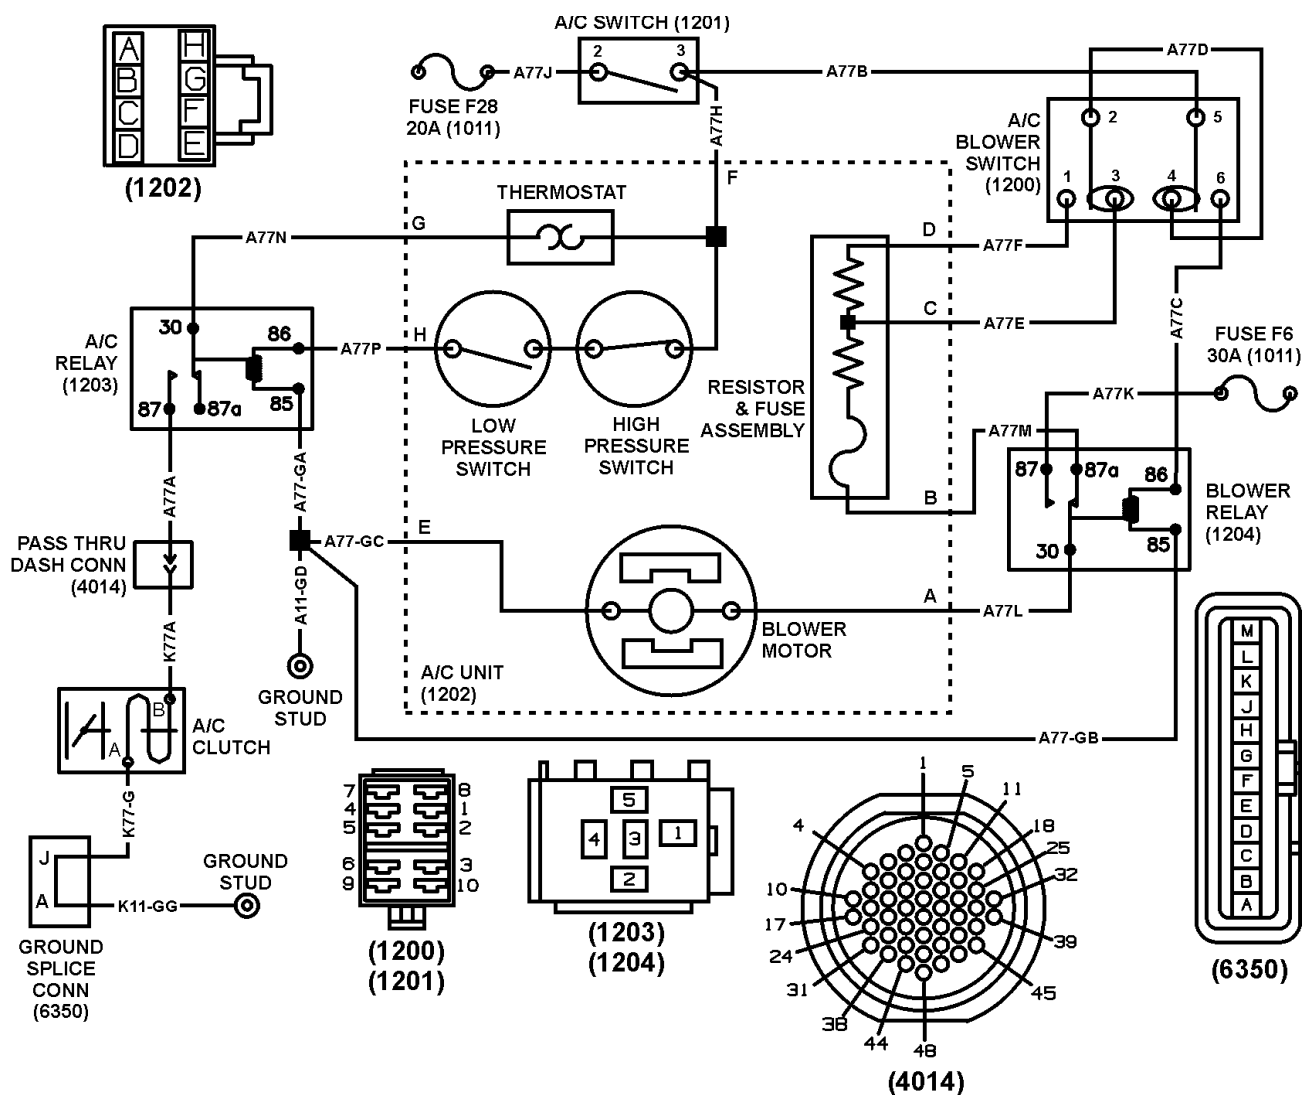 A/C SWITCH (1201)
2 3
A77J
FUSE F28
20A (1011)
A77B
A77D
A77H
A H
B G
C F
D E
(1202)
A/C
BLOWER
SWITCH
(1200)
2 5
1 3 4 6
F
THERMOSTAT
G
A77N
D
A77F
C
A77E
A77C
FUSE F6
30A (1011)
A77K
A77M
A/C
RELAY
(1203)
30
86
85
87
87a
A77P
H
LOW
PRESSURE
SWITCH
HIGH
PRESSURE
SWITCH
RESISTOR
& FUSE
ASSEMBLY
B
87
87a
86
85
30
BLOWER
RELAY
(1204)
A77A
A77-GA
A77-GC
E
PASS THRU
DASH CONN
(4014)
A11-GD
K77A
A
A77L
BLOWER
MOTOR
A/C UNIT
(1202)
GROUND
STUD
A77-GB
B
A
A/C
CLUTCH
K77-G
J
A
K11-GG
GROUND
STUD
GROUND
SPLICE
CONN
(6350)
7 8
4 1
5 2
6 3
9 10
(1200)
(1201)
5
4 3 1
2
(1203)
(1204)
1
5
11
4
18
25
10
32
17
24
39
31
45
38
44
48
(4014)
M
L
K
J
H
G
F
E
D
C
B
A
(6350)